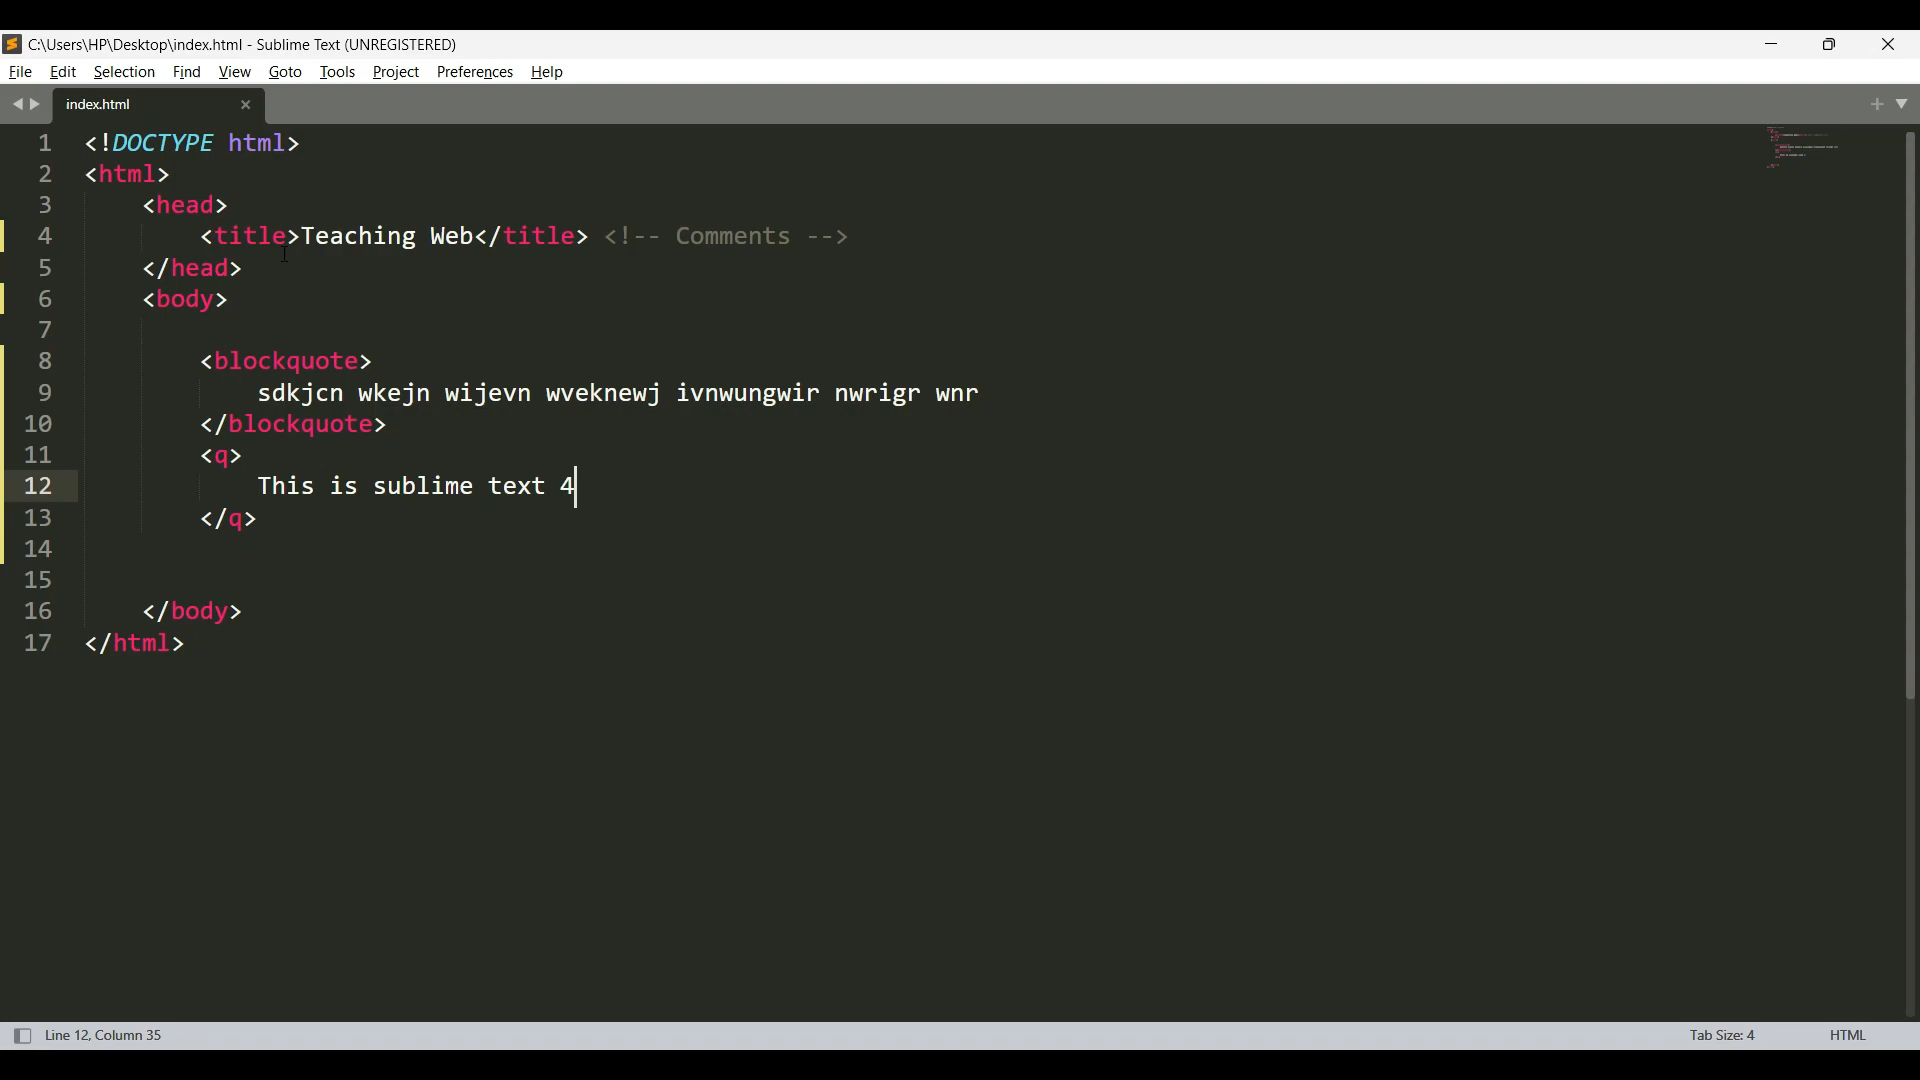 C:\Users\HP\Desktop\index.html - Sublime Text (UNREGISTERED)
File Edit Selection Find View Goto Tools Project Preferences Help
index.html
1 <!DOCTYPE html>
2 <html>
3 <head>
4 <title>Teaching Web</title> <!-- Comments -->
5 </head>
6 <body>
7
8 <blockquote>
9 sdkjcn wkejn wijevn wveknewj ivnwungwir nwrigr wnr
10 </blockquote>
11 <q>
12 This is sublime text 4
13 </q>
14
15
16 </body>
17 </html>
Line 12, Column 35 Tab Size: 4 HTML